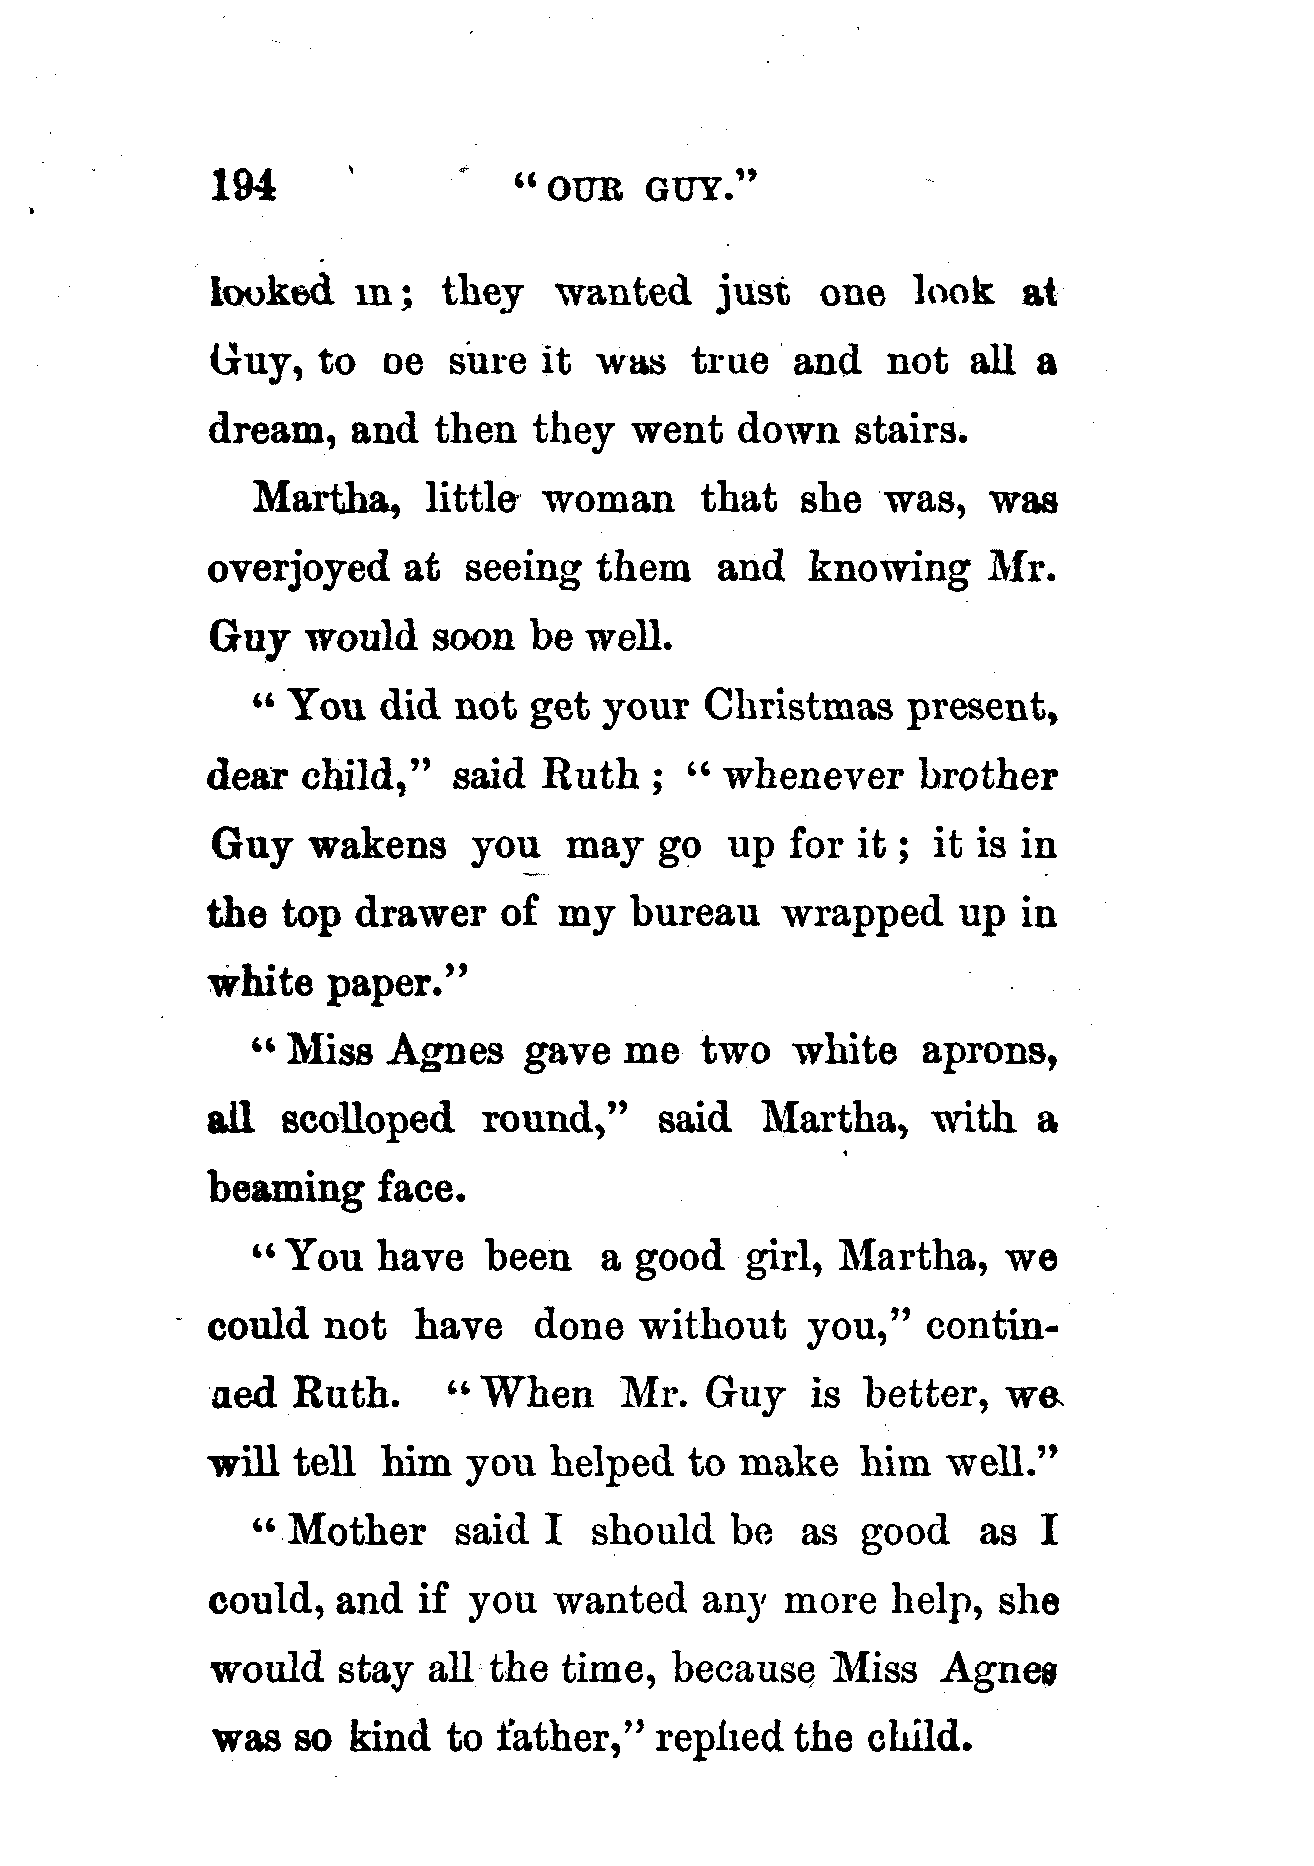 194 “OUR GUY.”
looked in; they wanted just one look at
Guy, to be sure it was true and not all a
dream, and then they went down stairs.
Martha, little woman that she was, was
overjoyed at seeing them and knowing Mr.
Guy would soon be well.
“You did not get your Christmas present,
dear child,” said Ruth; “whenever brother
Guy wakens you may go up for it; it is in
the top drawer of my bureau wrapped up in
white paper.”
“Miss Agnes gave me two white aprons,
all scolloped round,” said Martha, with a
beaming face.
“You have been a good girl, Martha, we
could not have done without you,” contin-
ued Ruth. “When Mr. Guy is better, we
will tell him you helped to make him well.”
“Mother said I should be as good as I
could, and if you wanted any more help, she
would stay all the time, because Miss Agnes
was so kind to father,” replied the child.